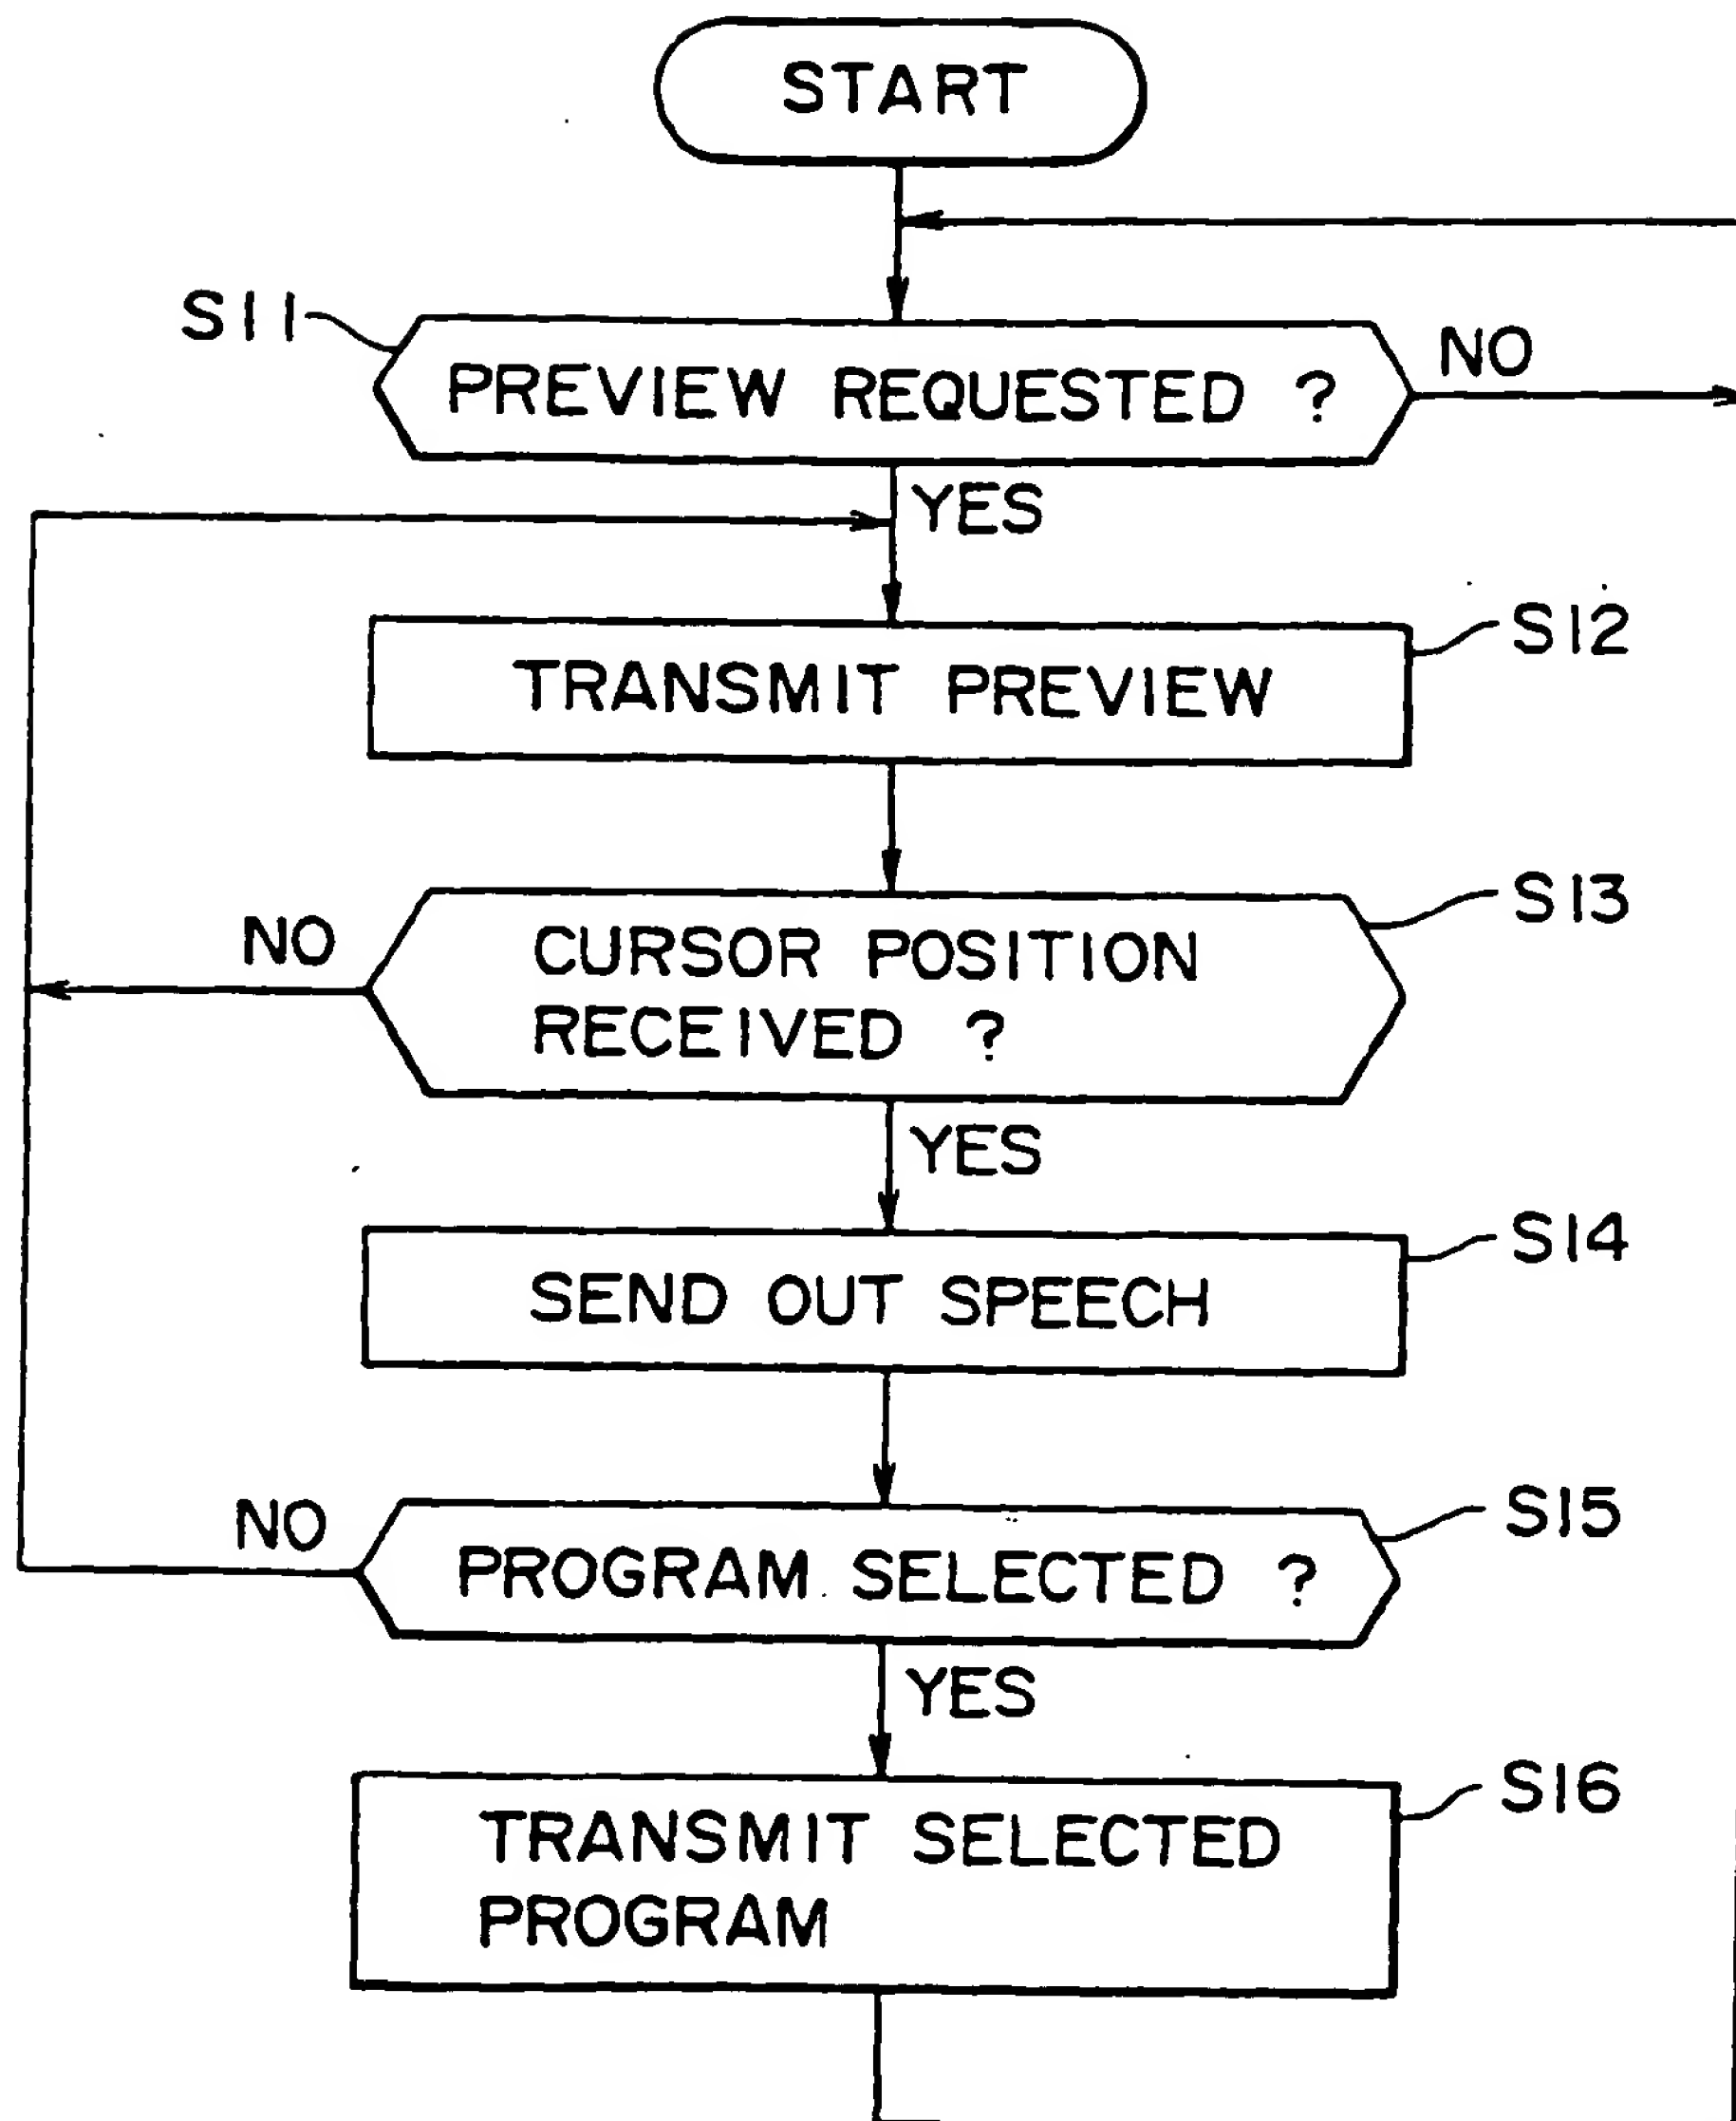 START
S11
PREVIEW REQUESTED ?
NO
YES
S12
TRANSMIT PREVIEW
S13
NO
CURSOR POSITION
RECEIVED ?
YES
S14
SEND OUT SPEECH
S15
NO
PROGRAM SELECTED ?
YES
S16
TRANSMIT SELECTED
PROGRAM